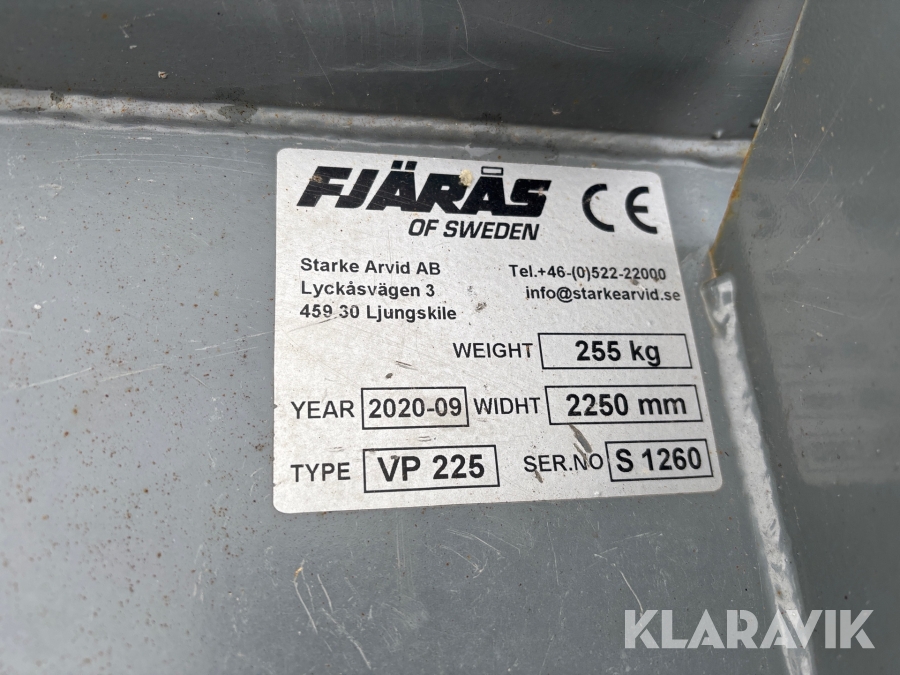 FJÄRÅS
OF SWEDEN
CE
Starke Arvid AB
Lyckåsvägen 3
459 30 Ljungskile
Tel.+46-(0)522-22000
info@starkearvid.se
WEIGHT 255 kg
YEAR 2020-09 WIDHT 2250 mm
TYPE VP 225 SER.NO S 1260
KLARAVIK